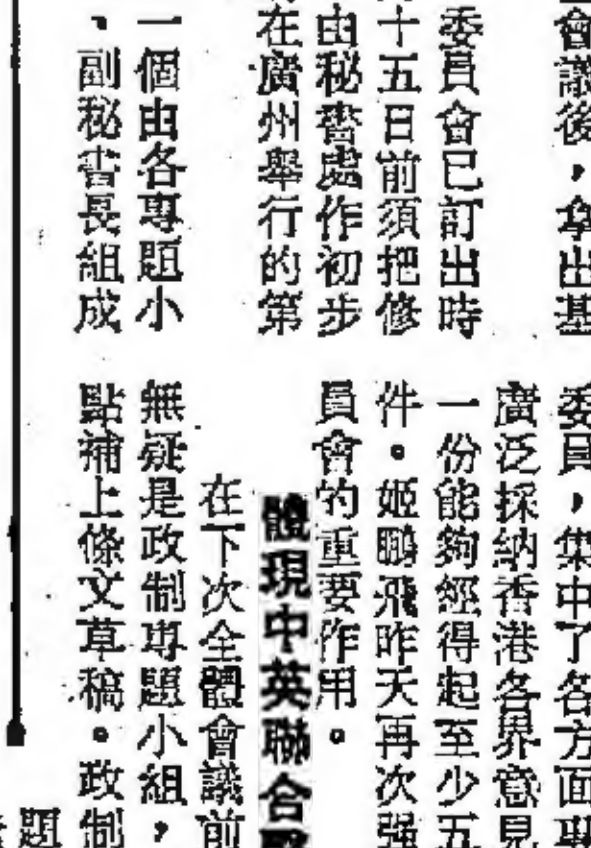 會議後，拿出基
委員會已訂出時
十五日前須把修
由秘書處作初步
在廣州舉行的第
一個由各專題小
、副秘書長組成
委員，集中了各方面專
廣泛採納香港各界意見
一份能夠經得起至少五
件。姬鵬飛昨天再次强
員會的重要作用。
體現中英聯合聲
在下次全體會議前
無疑是政制專題小組，
點補上條文草稿。政制
題